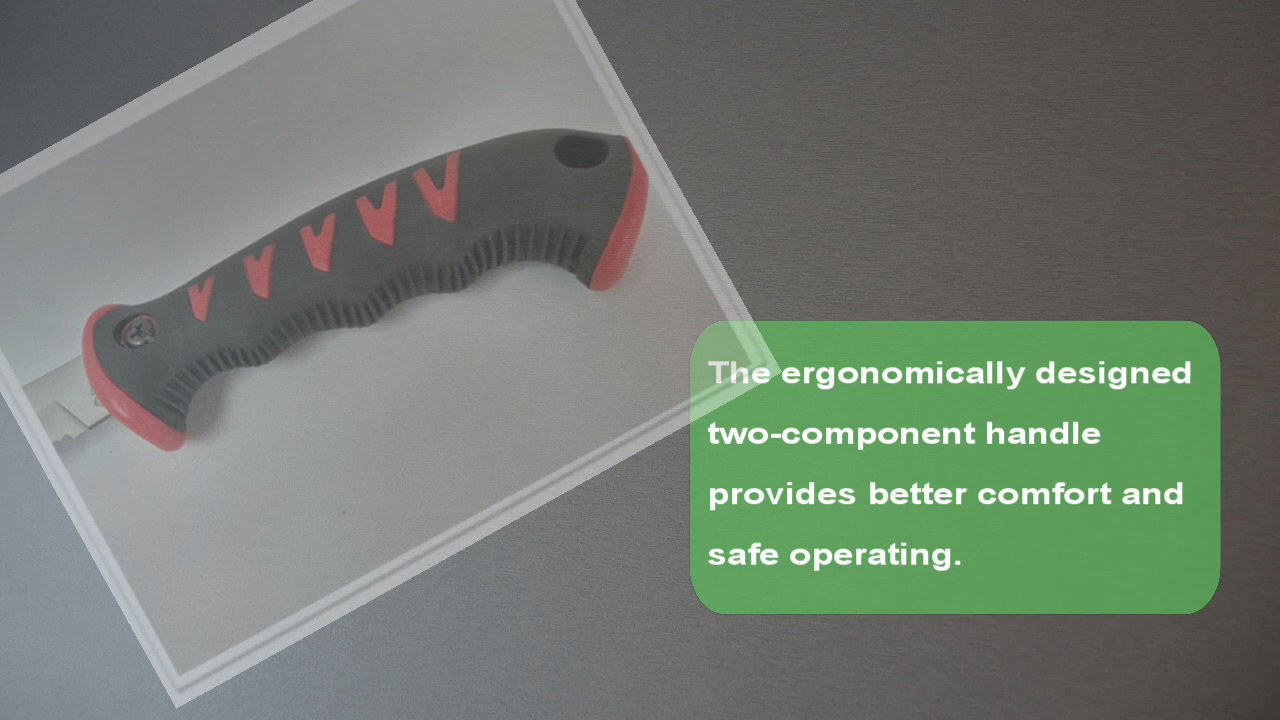 The ergonomically designed
two-component handle
provides better comfort and
safe operating.